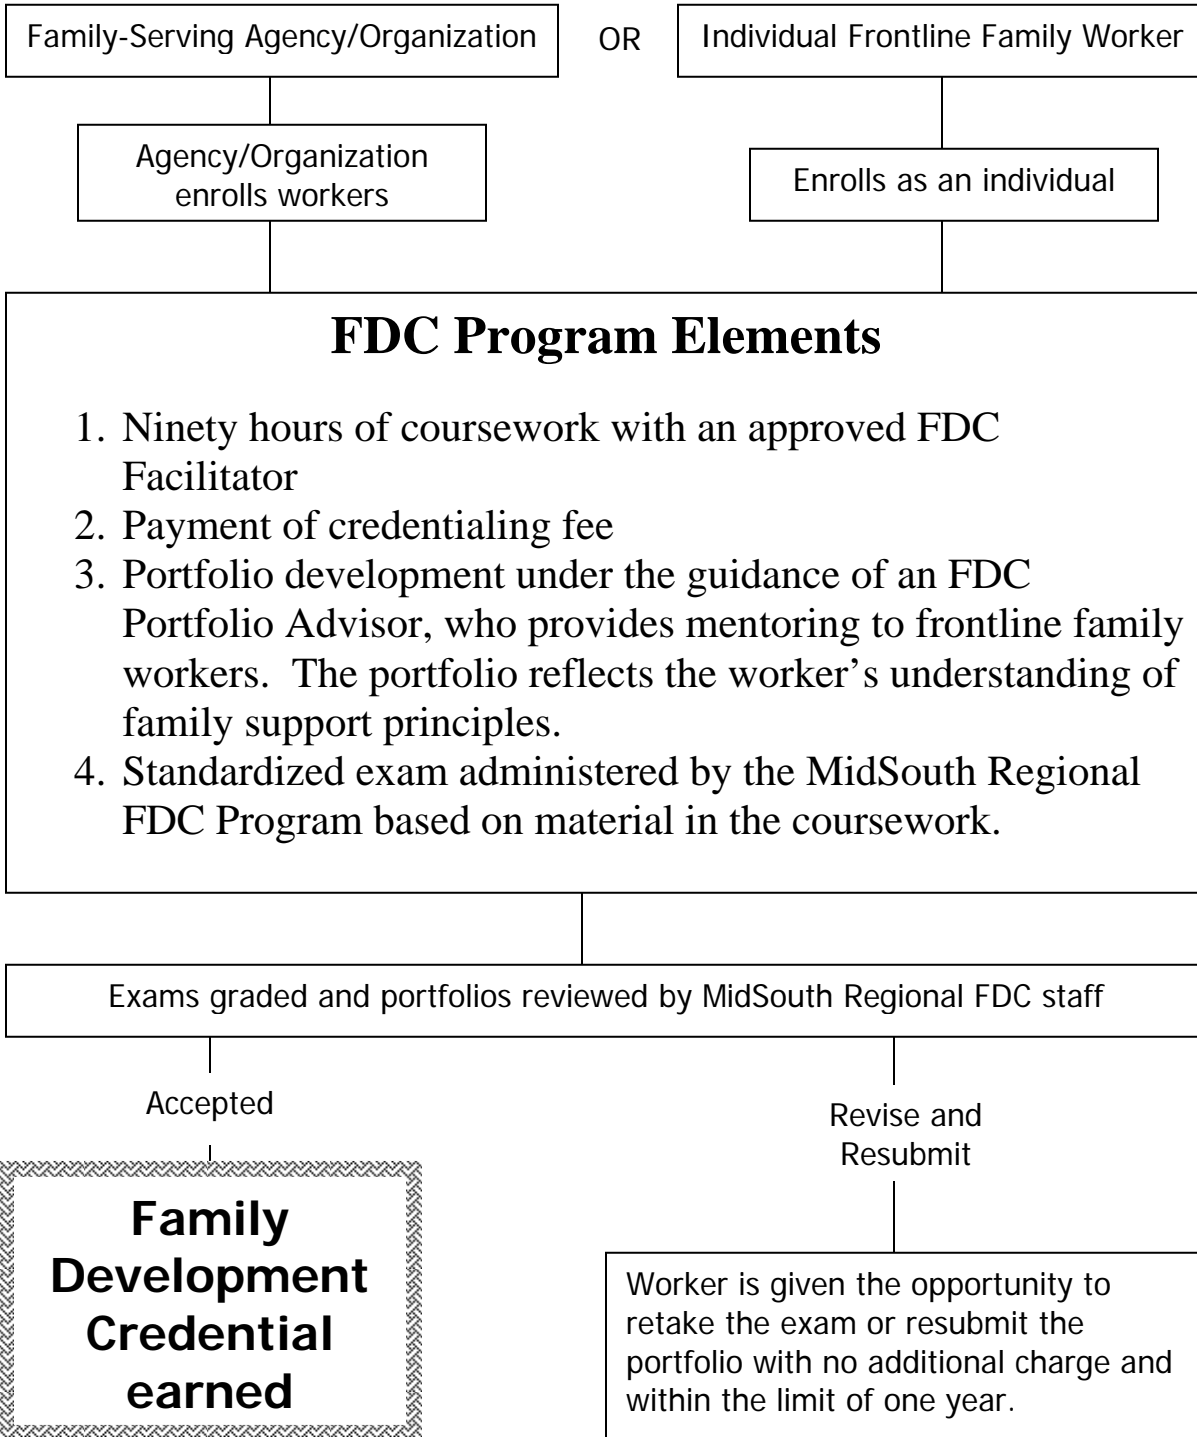 Family-Serving Agency/Organization
OR
Individual Frontline Family Worker
Agency/Organization
enrolls workers
Enrolls as an individual
FDC Program Elements
1. Ninety hours of coursework with an approved FDC
Facilitator
2. Payment of credentialing fee
3. Portfolio development under the guidance of an FDC
Portfolio Advisor, who provides mentoring to frontline family
workers.  The portfolio reflects the worker’s understanding of
family support principles.
4. Standardized exam administered by the MidSouth Regional
FDC Program based on material in the coursework.
Exams graded and portfolios reviewed by MidSouth Regional FDC staff
Accepted
Revise and
Resubmit
Family
Development
Credential
earned
Worker is given the opportunity to
retake the exam or resubmit the
portfolio with no additional charge and
within the limit of one year.